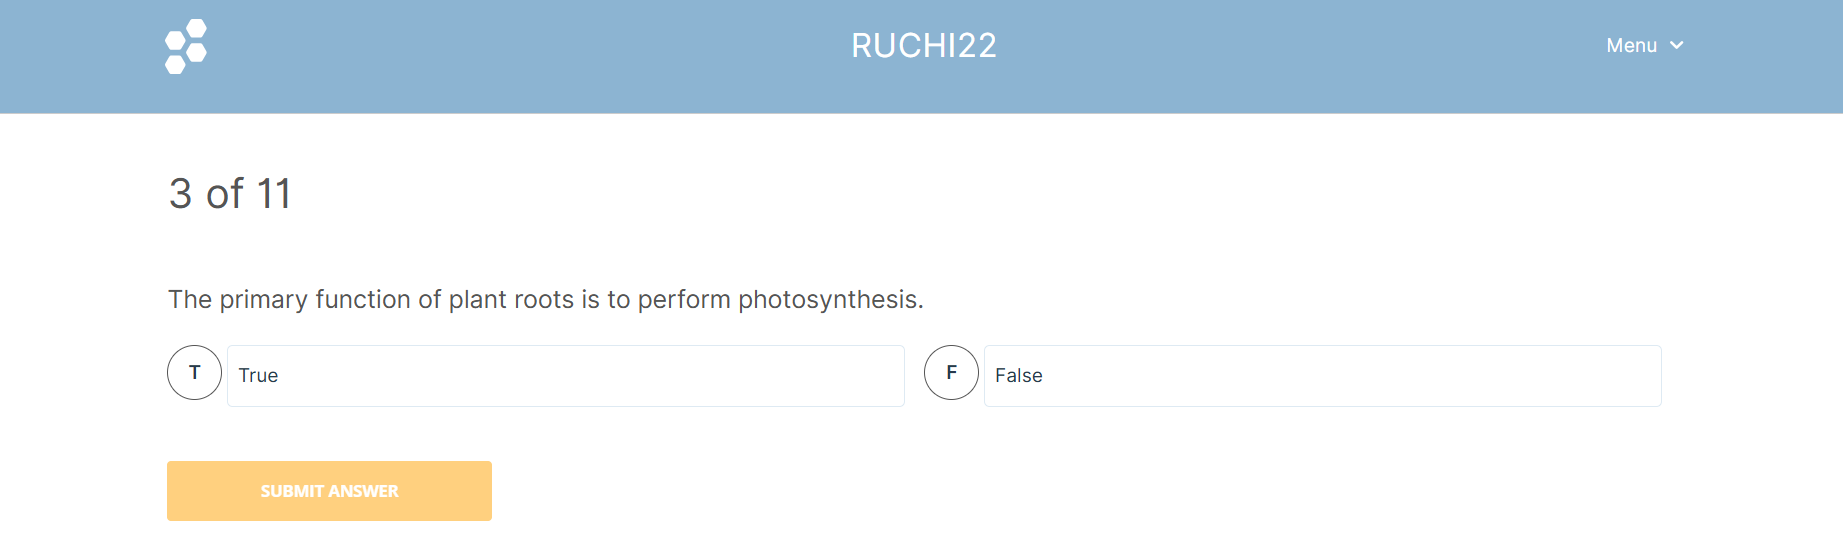 RUCHI22
Menu
3 of 11
The primary function of plant roots is to perform photosynthesis.
T
True
F
False
SUBMIT ANSWER